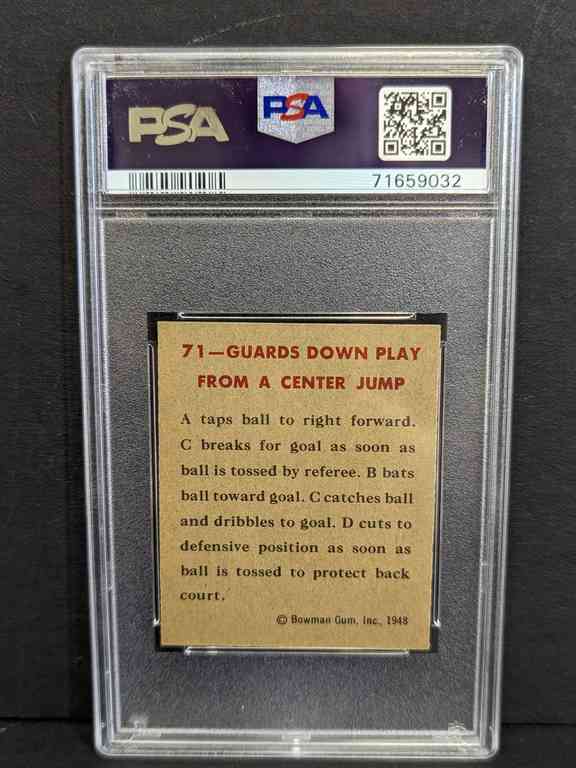 PSA
PSA
71659032
71—GUARDS DOWN PLAY
FROM A CENTER JUMP
A taps ball to right forward.
C breaks for goal as soon as
ball is tossed by referee. B bats
ball toward goal. C catches ball
and dribbles to goal. D cuts to
defensive position as soon as
ball is tossed to protect back
court.
© Bowman Gum, Inc., 1948